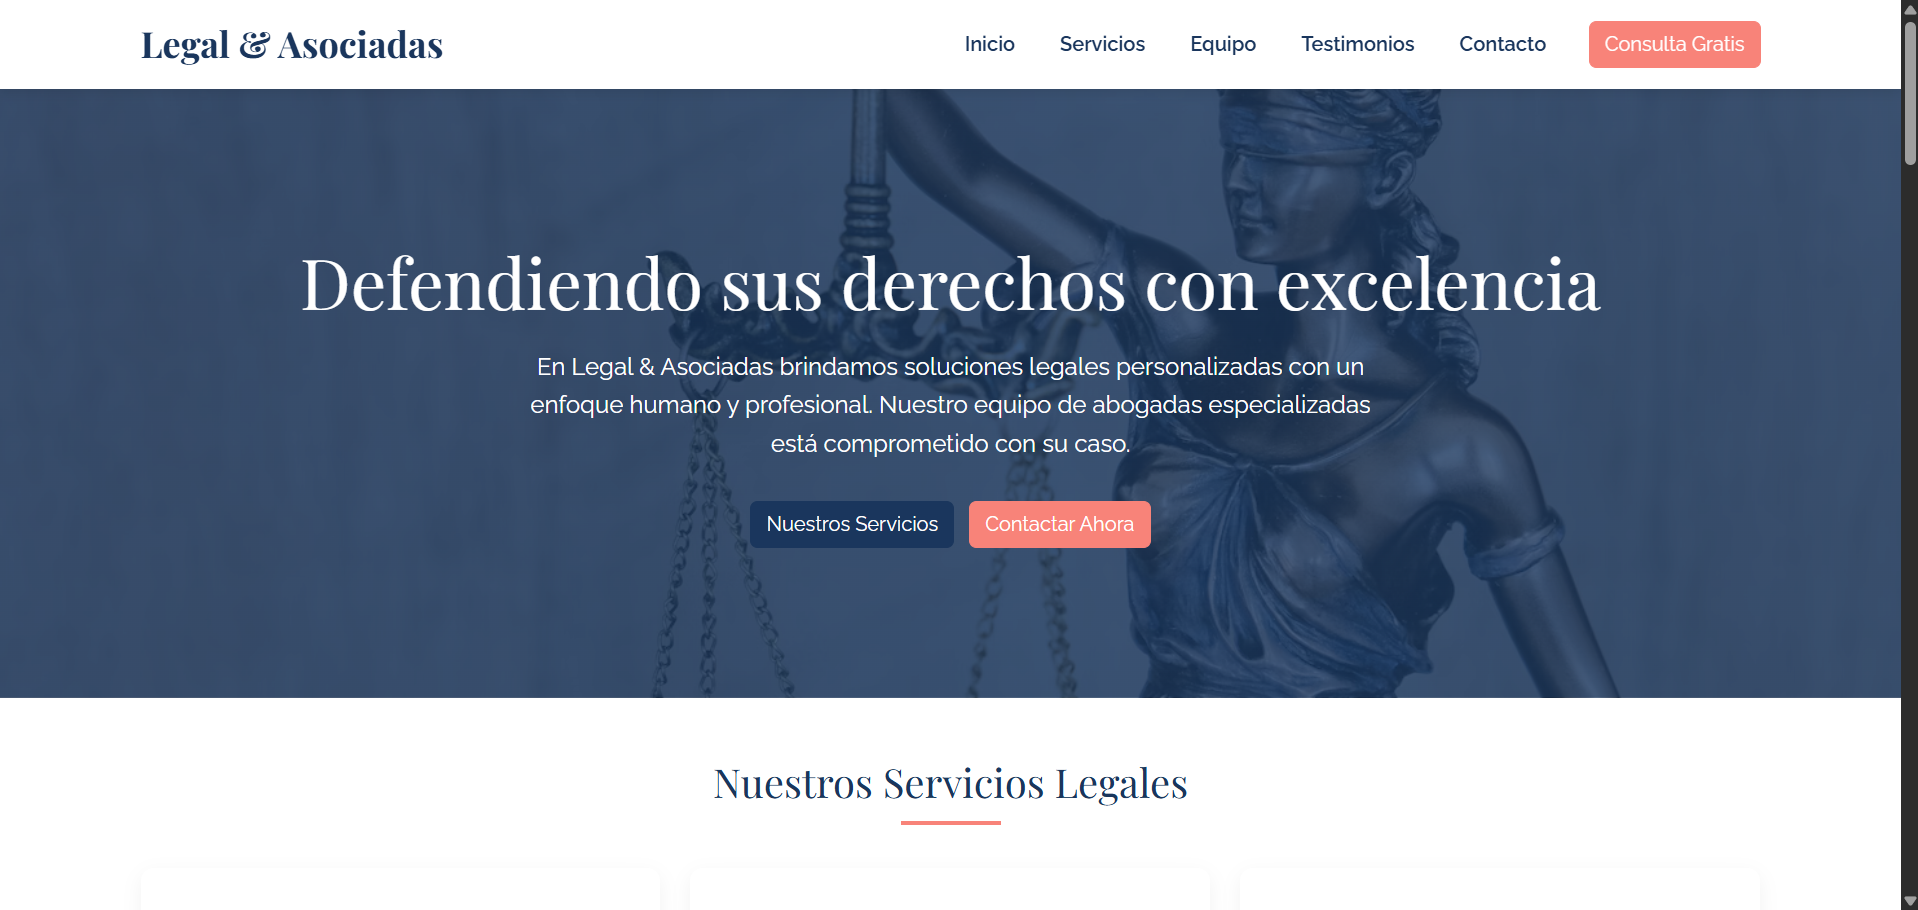 Legal & Asociadas
Inicio
Servicios
Equipo
Testimonios
Contacto
Consulta Gratis
Defendiendo sus derechos con excelencia
En Legal & Asociadas brindamos soluciones legales personalizadas con un
enfoque humano y profesional. Nuestro equipo de abogadas especializadas
está comprometido con su caso.
Nuestros Servicios
Contactar Ahora
Nuestros Servicios Legales